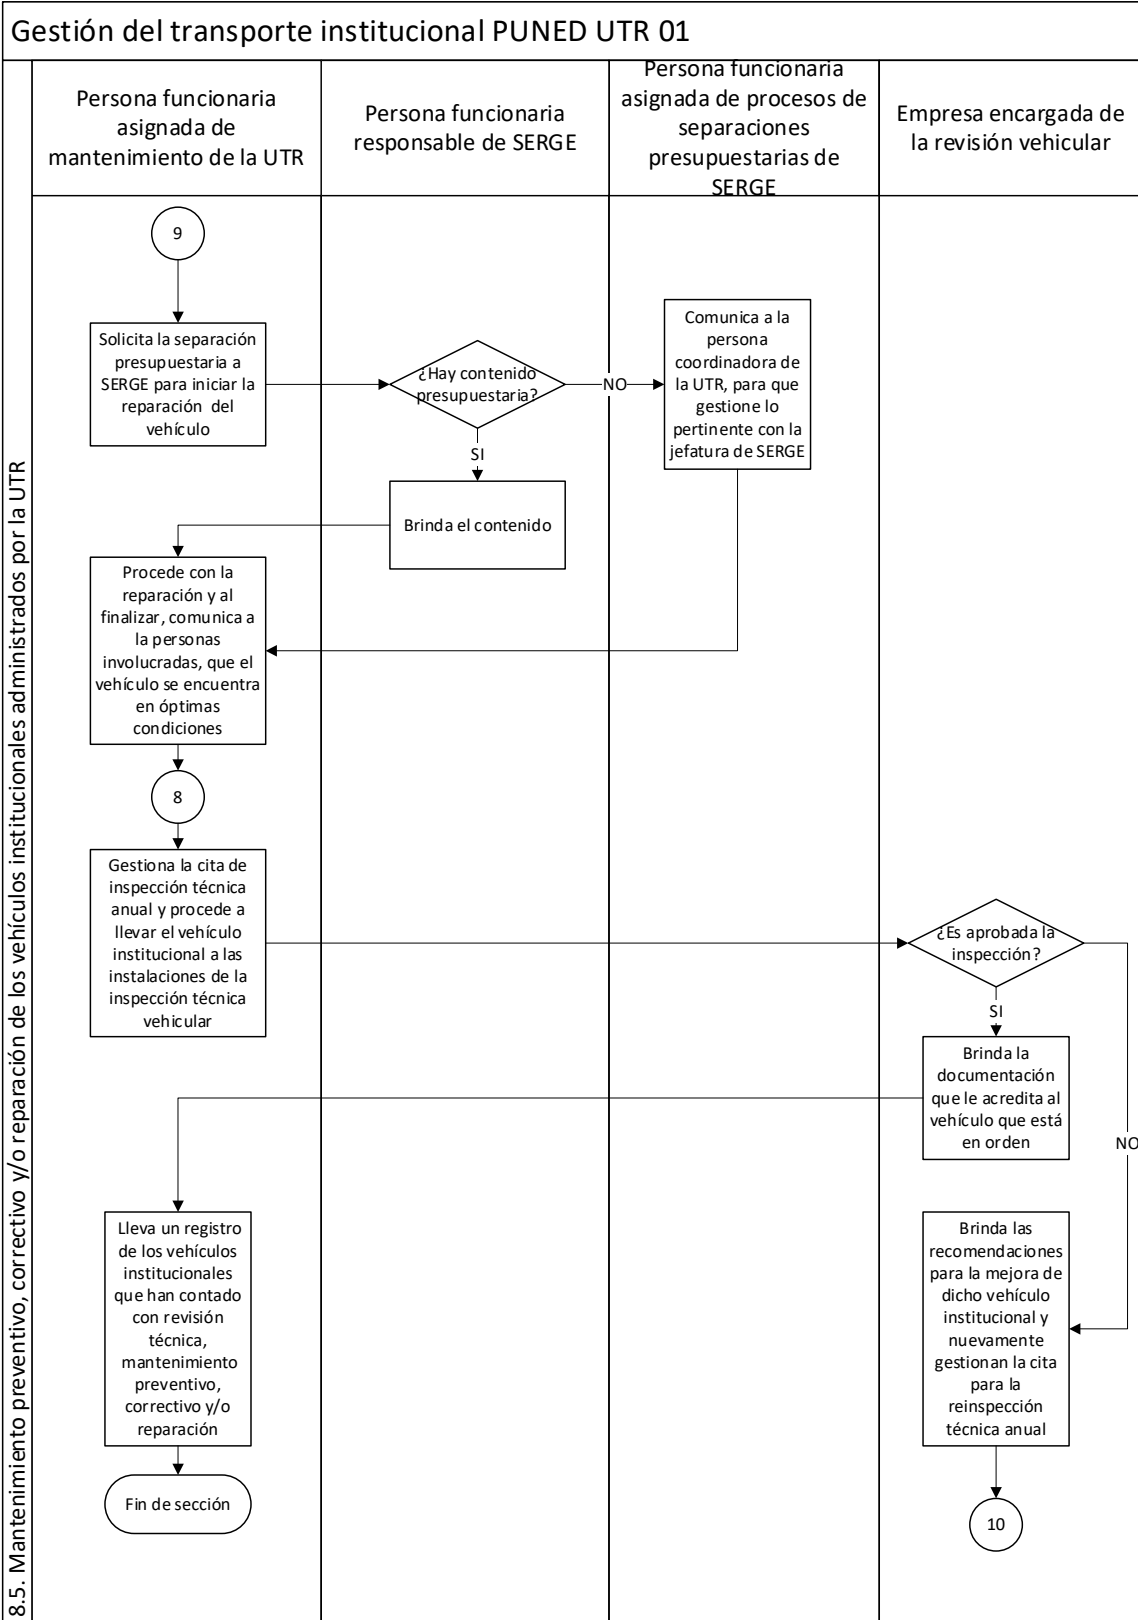 Gestión del transporte institucional PUNED UTR 01
8.5. Mantenimiento preventivo, correctivo y/o reparación de los vehículos institucionales administrados por la UTR
Persona funcionaria
asignada de
mantenimiento de la UTR
Persona funcionaria
responsable de SERGE
Persona funcionaria
asignada de procesos de
separaciones
presupuestarias de
SERGE
Empresa encargada de
la revisión vehicular
9
Solicita la separación
presupuestaria a
SERGE para iniciar la
reparación del
vehículo
¿Hay contenido
presupuestaria?
NO
Comunica a la
persona
coordinadora de
la UTR, para que
gestione lo
pertinente con la
jefatura de SERGE
SI
Brinda el contenido
Procede con la
reparación y al
finalizar, comunica a
la personas
involucradas, que el
vehículo se encuentra
en óptimas
condiciones
8
Gestiona la cita de
inspección técnica
anual y procede a
llevar el vehículo
institucional a las
instalaciones de la
inspección técnica
vehicular
¿Es aprobada la
inspección?
SI
NO
Brinda la
documentación
que le acredita al
vehículo que está
en orden
Lleva un registro
de los vehículos
institucionales
que han contado
con revisión
técnica,
mantenimiento
preventivo,
correctivo y/o
reparación
Brinda las
recomendaciones
para la mejora de
dicho vehículo
institucional y
nuevamente
gestionan la cita
para la
reinspección
técnica anual
Fin de sección
10